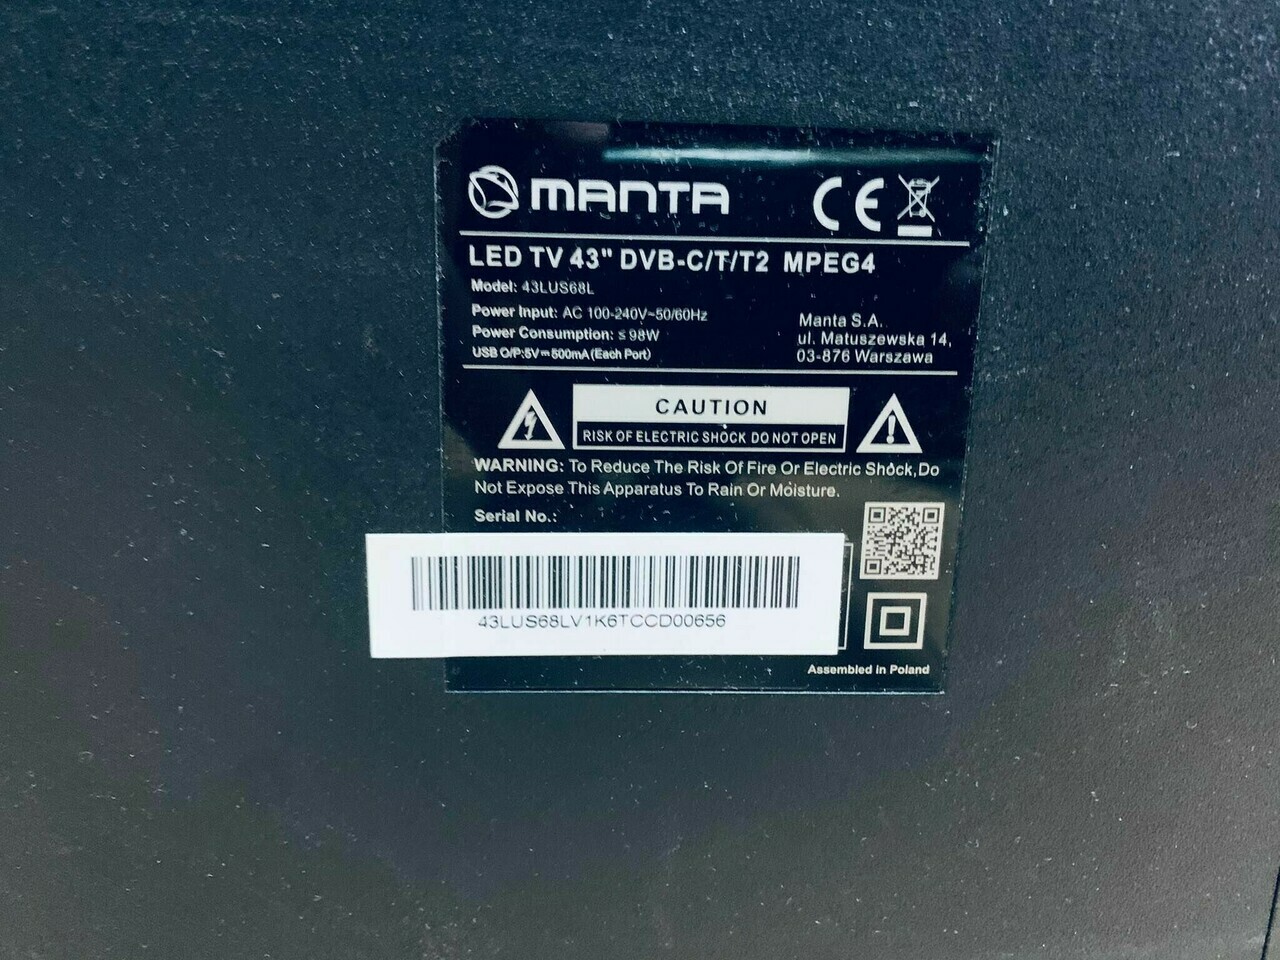 MANTA CE
LED TV 43" DVB-C/T/T2 MPEG4
Model: 43LUS68L
Power Input: AC 100-240V~50/60Hz
Power Consumption: ≤98W
USB O/P:5V⎓500mA(Each Port)
Manta S.A.
ul. Matuszewska 14,
03-876 Warszawa
CAUTION
RISK OF ELECTRIC SHOCK DO NOT OPEN
WARNING: To Reduce The Risk Of Fire Or Electric Shock,Do
Not Expose This Apparatus To Rain Or Moisture.
Serial No.:
43LUS68LV1K6TCCD00656
Assembled in Poland